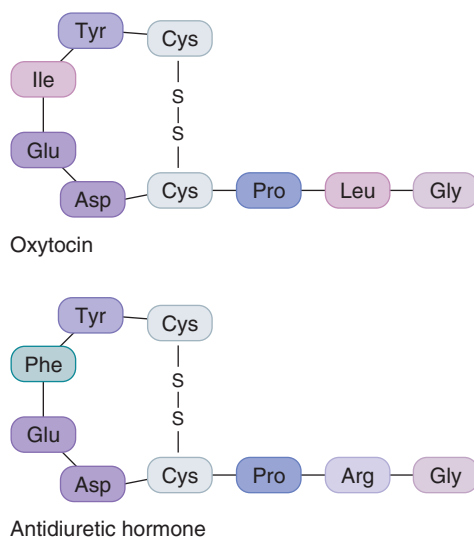 Tyr Cys
Ile
S
S
Glu
Asp Cys Pro Leu Gly
Oxytocin
Tyr Cys
Phe
S
S
Glu
Asp Cys Pro Arg Gly
Antidiuretic hormone